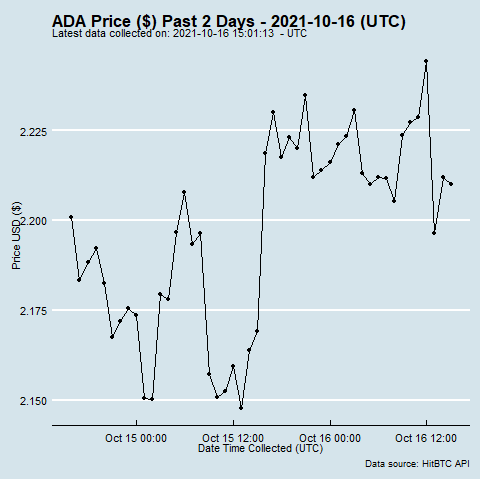 ADA Price ($) Past 2 Days - 2021-10-16 (UTC)
Latest data collected on: 2021-10-16 15:01:13  - UTC
Price USD ($)
2.225
2.200
2.175
2.150
Oct 15 00:00 Oct 15 12:00 Oct 16 00:00 Oct 16 12:00
Date Time Collected (UTC)
Data source: HitBTC API